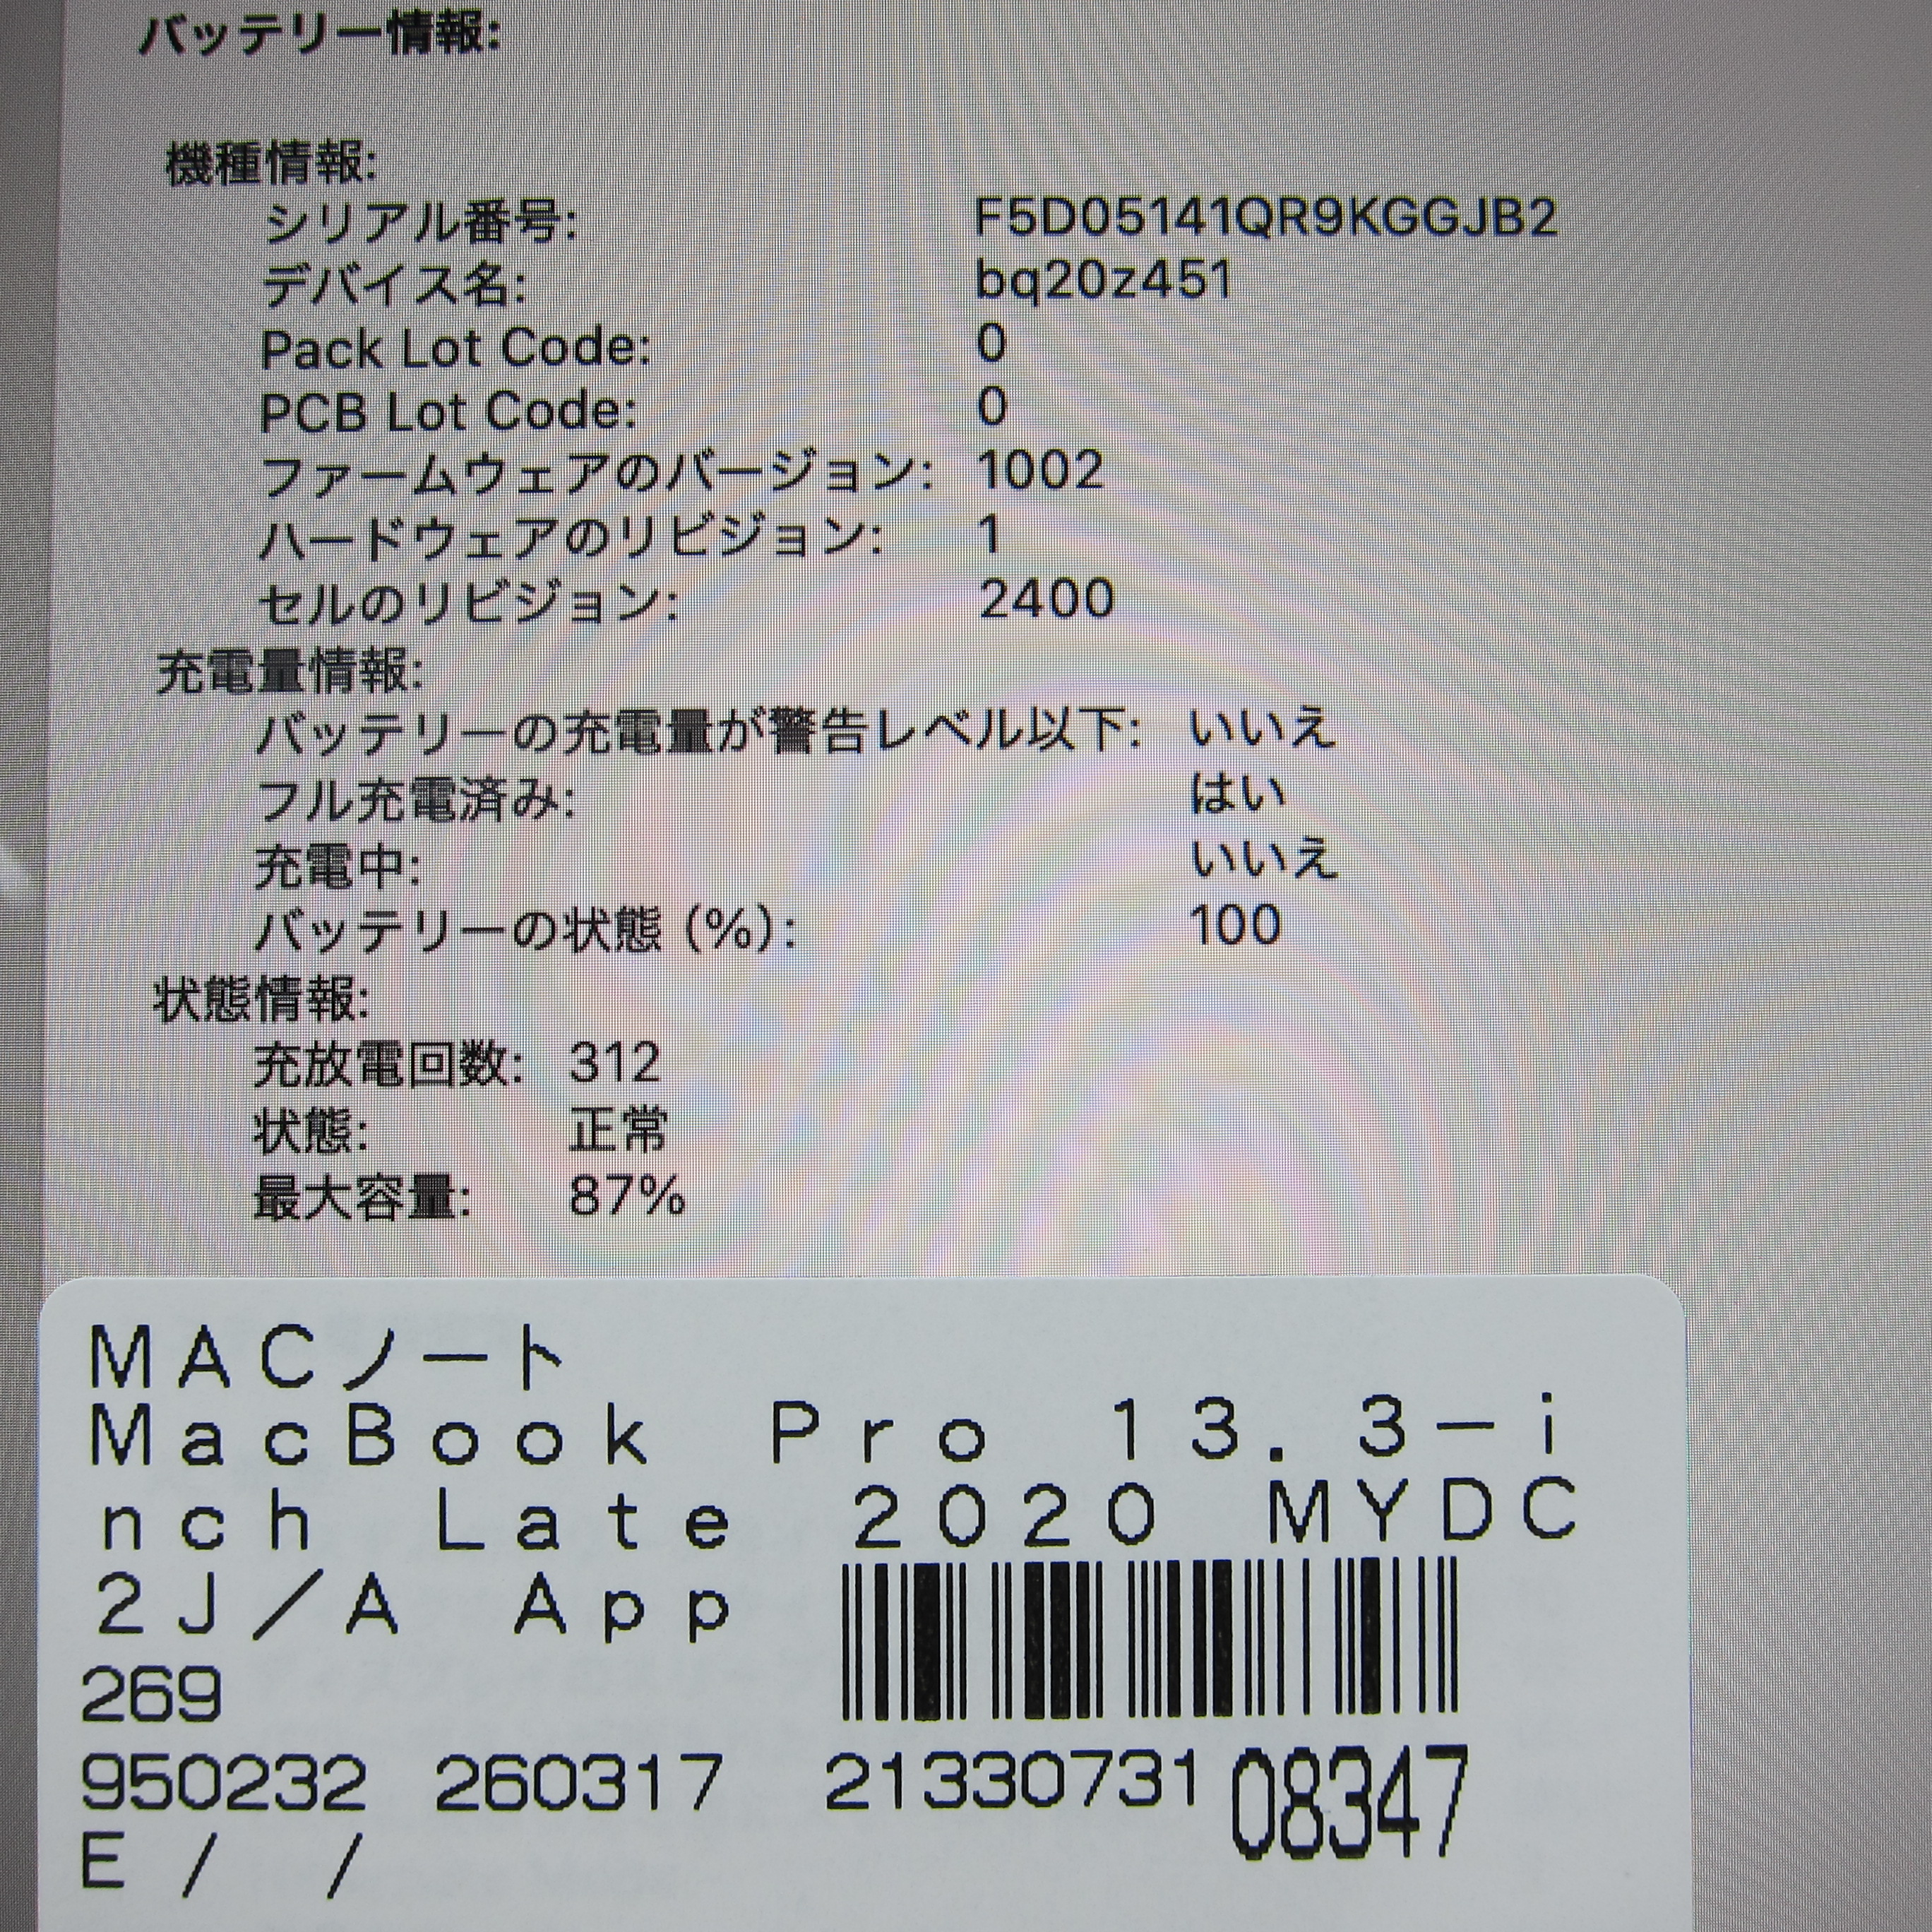 バッテリー情報:
機種情報:
シリアル番号: F5D05141QR9KGGJB2
デバイス名: bq20z451
Pack Lot Code: 0
PCB Lot Code: 0
ファームウェアのバージョン: 1002
ハードウェアのリビジョン: 1
セルのリビジョン: 2400
充電量情報:
バッテリーの充電量が警告レベル以下: いいえ
フル充電済み: はい
充電中: いいえ
バッテリーの状態 (%): 100
状態情報:
充放電回数: 312
状態: 正常
最大容量: 87%
MACノート
MacBook Pro 13.3-i
nch Late 2020 MYDC
2J/A App
269
950232 260317 2133073108347
E / /